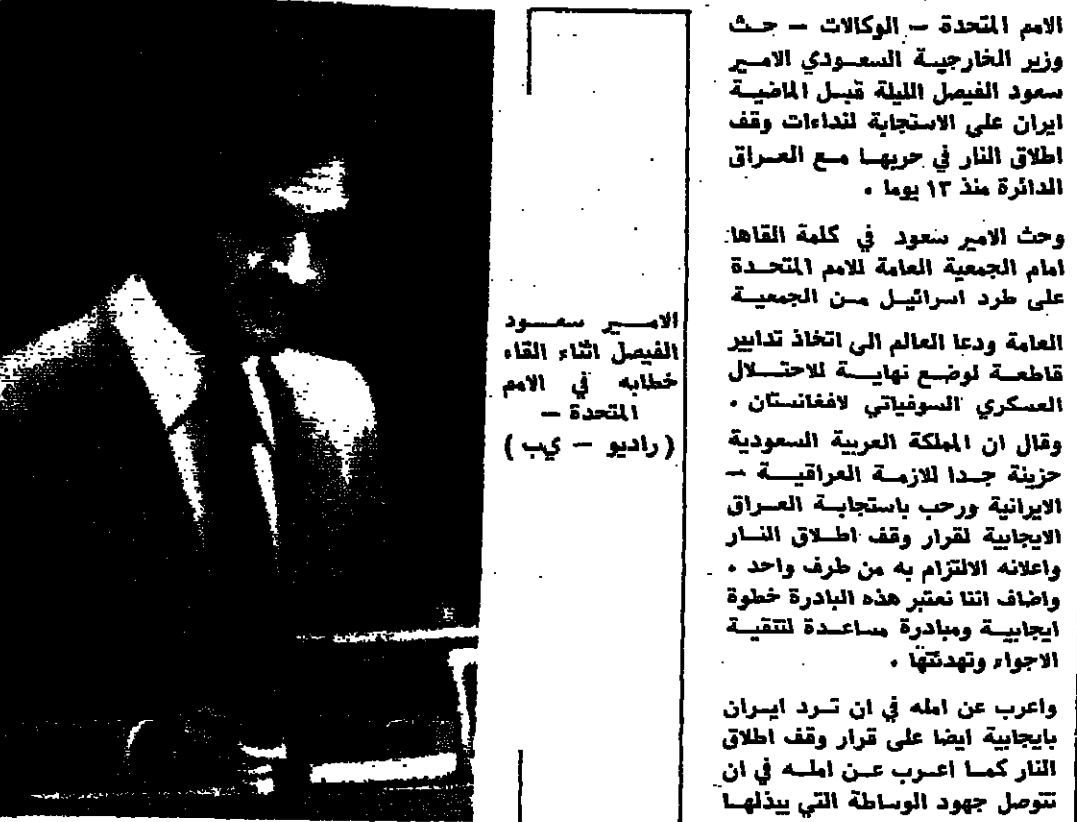 الامم المتحدة — الوكالات — حث
وزير الخارجية السعودي الامير
سعود الفيصل الليلة قبل الماضية
ايران على الاستجابة لنداءات وقف
اطلاق النار في حربها مع العراق
الدائرة منذ ١٣ يوما .
وحث الامير سعود في كلمة القاها
امام الجمعية العامة للامم المتحدة
على طرد اسرائيل من الجمعية
العامة ودعا العالم الى اتخاذ تدابير
قاطعة لوضع نهاية للاحتلال
العسكري السوفياتي لافغانستان .
وقال ان المملكة العربية السعودية
حزينة جدا للازمة العراقية —
الايرانية ورحب باستجابة العراق
الايجابية لقرار وقف اطلاق النار
واعلانه الالتزام به من طرف واحد .
واضاف اننا نعتبر هذه البادرة خطوة
ايجابية ومبادرة مساعدة لتنقية
الاجواء وتهدئتها .
واعرب عن امله في ان ترد ايران
بايجابية ايضا على قرار وقف اطلاق
النار كما اعرب عن امله في ان
تتوصل جهود الوساطة التي يبذلها
الامير سعود
الفيصل اثناء القاء
خطابه في الامم
المتحدة —
( راديو — يب )